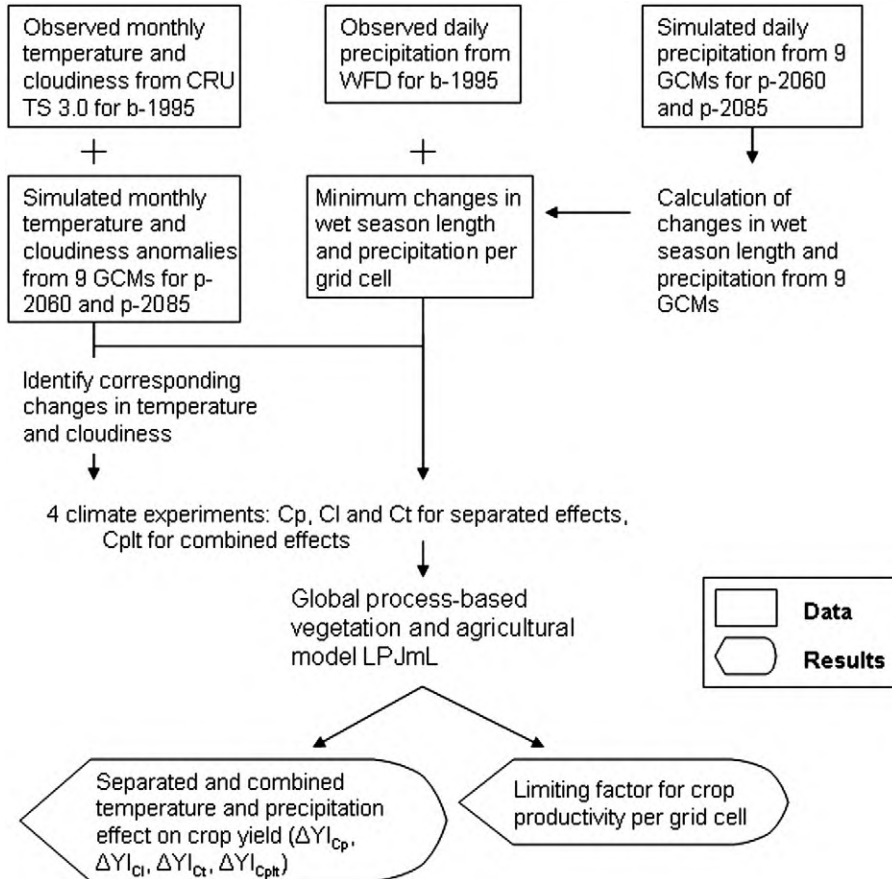 Observed monthly
temperature and
cloudiness from CRU
TS 3.0 for b-1995
Observed daily
precipitation from
WFD for b-1995
Simulated daily
precipitation from 9
GCMs for p-2060
and p-2085
+
+
Simulated monthly
temperature and
cloudiness anomalies
from 9 GCMs for p-
2060 and p-2085
Minimum changes in
wet season length
and precipitation per
grid cell
Calculation of
changes in wet
season length and
precipitation from 9
GCMs
Identify corresponding
changes in temperature
and cloudiness
4 climate experiments: Cp, Cl and Ct for separated effects,
Cplt for combined effects
Global process-based
vegetation and agricultural
model LPJmL
Data
Results
Separated and combined
temperature and precipitation
effect on crop yield (ΔYl_Cp,
ΔYl_Cl, ΔYl_Ct, ΔYl_Cplt)
Limiting factor for crop
productivity per grid cell